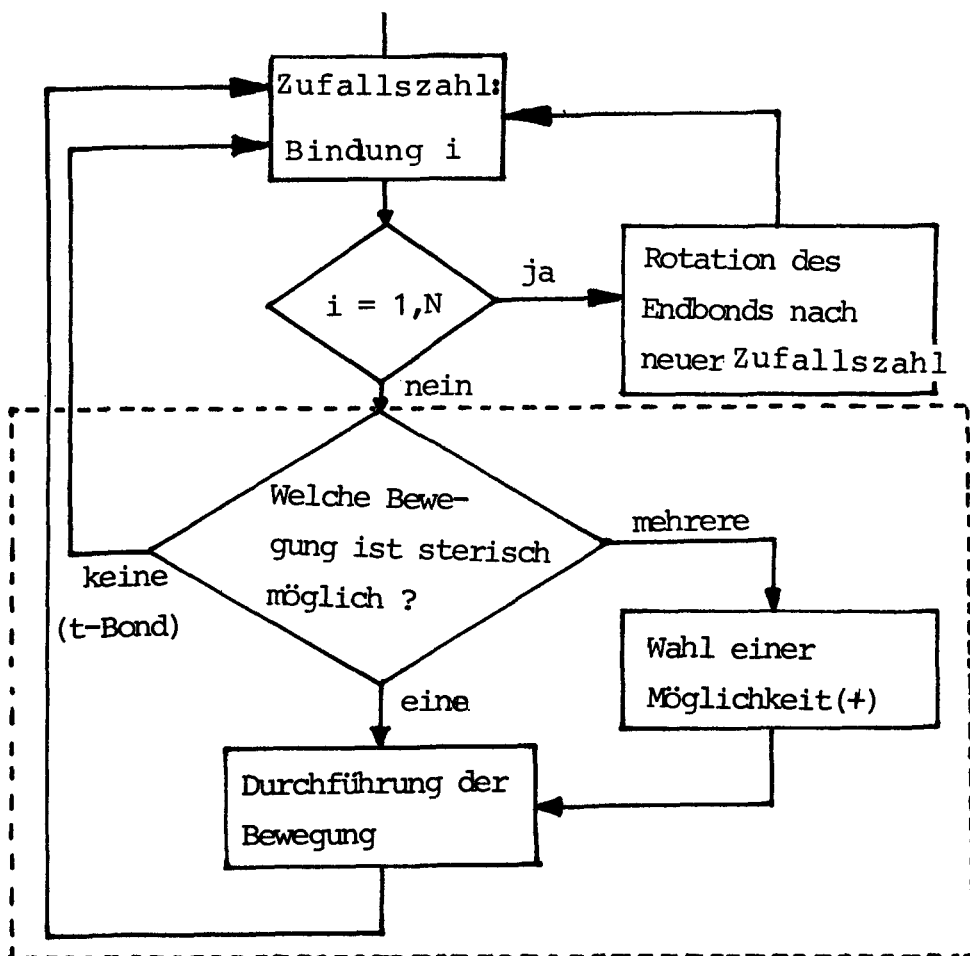 Zufallszahl:
Bindung i
i = 1,N
ja
Rotation des
Endbonds nach
neuer Zufallszahl
nein
Welche Bewe-
gung ist sterisch
möglich ?
mehrere
keine
(t-Bond)
Wahl einer
Möglichkeit(+)
eine
Durchführung der
Bewegung